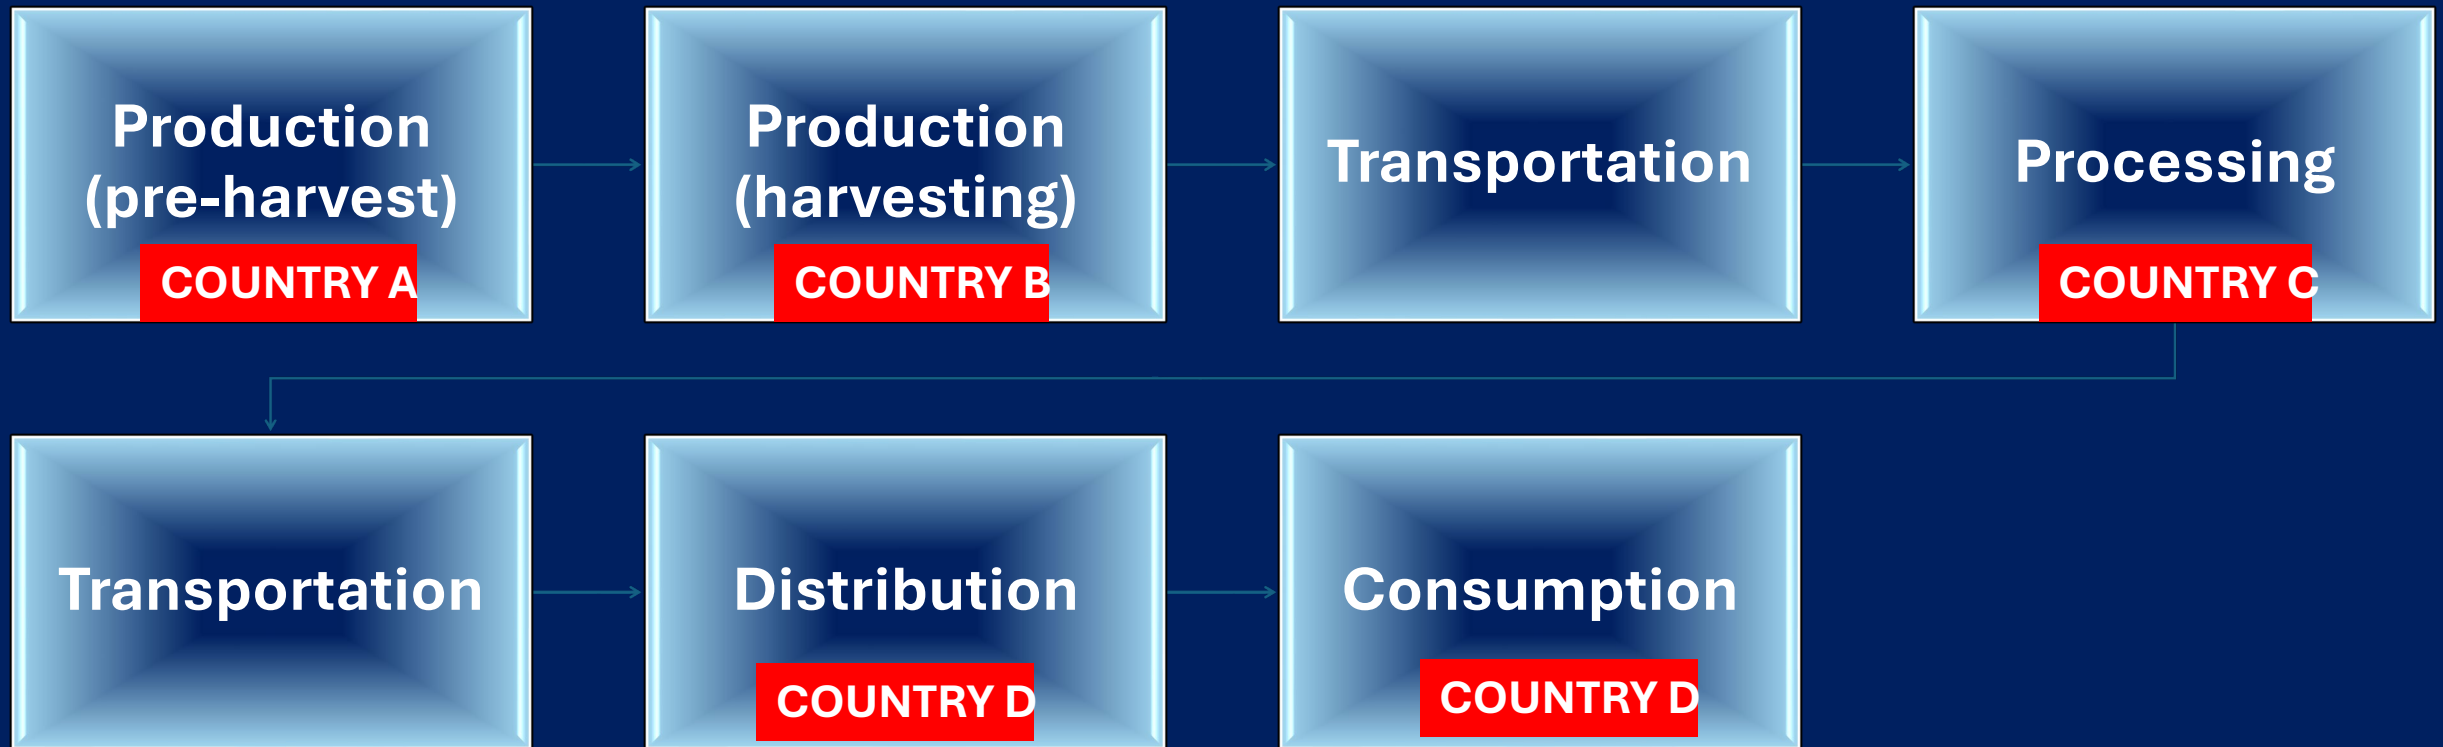 Production
(pre-harvest)
COUNTRY A
Production
(harvesting)
COUNTRY B
Transportation
Processing
COUNTRY C
Transportation
Distribution
COUNTRY D
Consumption
COUNTRY D